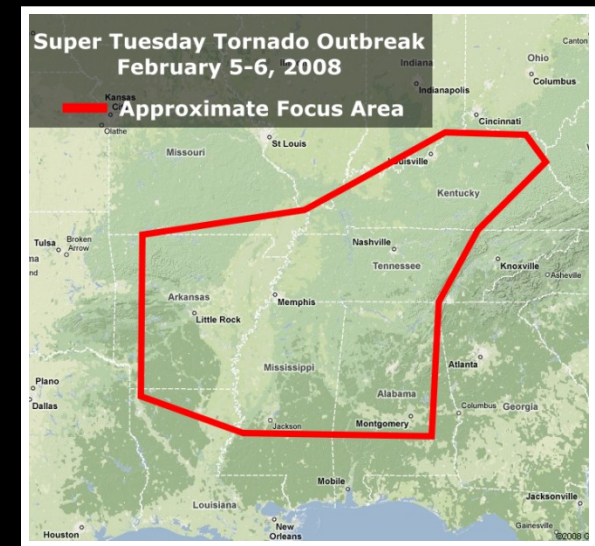 Super Tuesday Tornado Outbreak
February 5-6, 2008
Approximate Focus Area
Indiana
Ohio
Canton
Columbus
Indianapolis
Kansas
City
Olathe
Cincinnati
St Louis
Missouri
Louisville
Kentucky
Tulsa
Broken
Arrow
Nashville
Tennessee
Knoxville
Asheville
Arkansas
Memphis
Little Rock
Mississippi
Atlanta
Plano
Dallas
Alabama
Columbus
Georgia
Jackson
Montgomery
Mobile
Louisiana
Jacksonville
New
Orleans
Houston
Gainesville
©2008 G